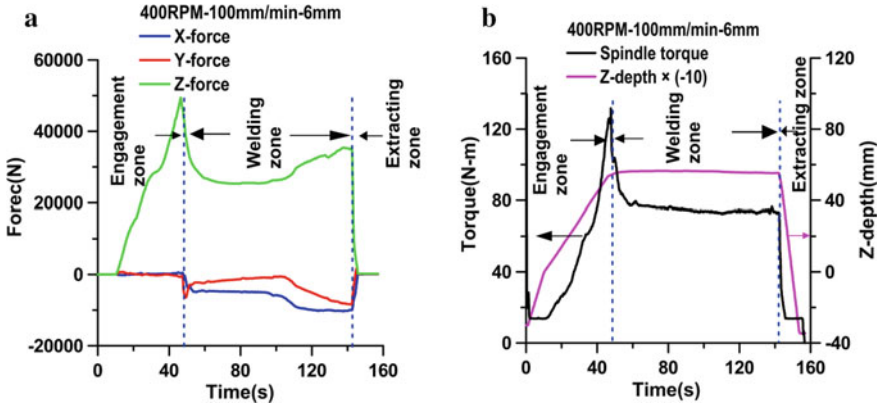 a
400RPM-100mm/min-6mm
X-force
Y-force
Z-force
60000
40000
20000
0
-20000
Forec(N)
Engagement
zone
Welding
zone
Extracting zone
0
40
80
120
160
Time(s)
b
400RPM-100mm/min-6mm
Spindle torque
Z-depth × (-10)
160
120
80
40
0
Torque(N-m)
Engagement
zone
Welding
zone
Extracting zone
120
80
40
0
-40
Z-depth(mm)
0
40
80
120
160
Time(s)